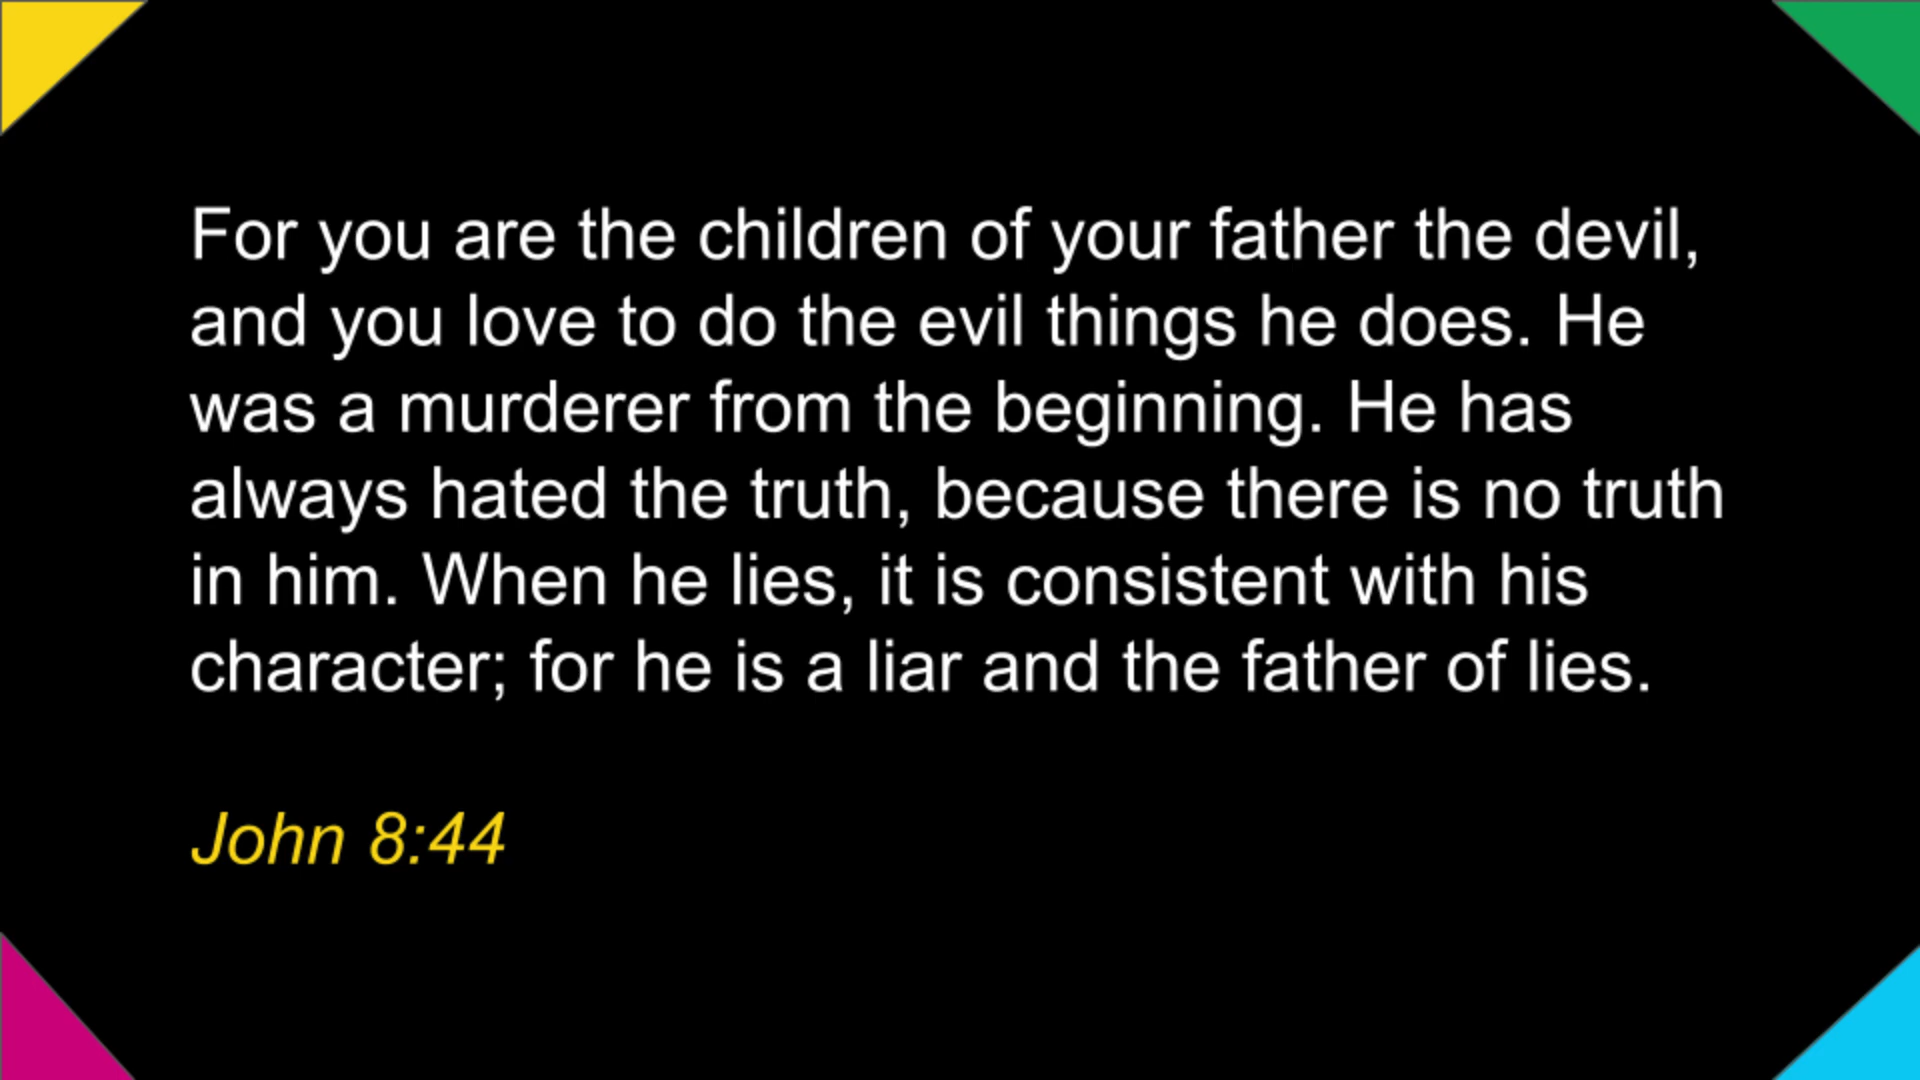 For you are the children of your father the devil,
and you love to do the evil things he does. He
was a murderer from the beginning. He has
always hated the truth, because there is no truth
in him. When he lies, it is consistent with his
character; for he is a liar and the father of lies.
John 8:44